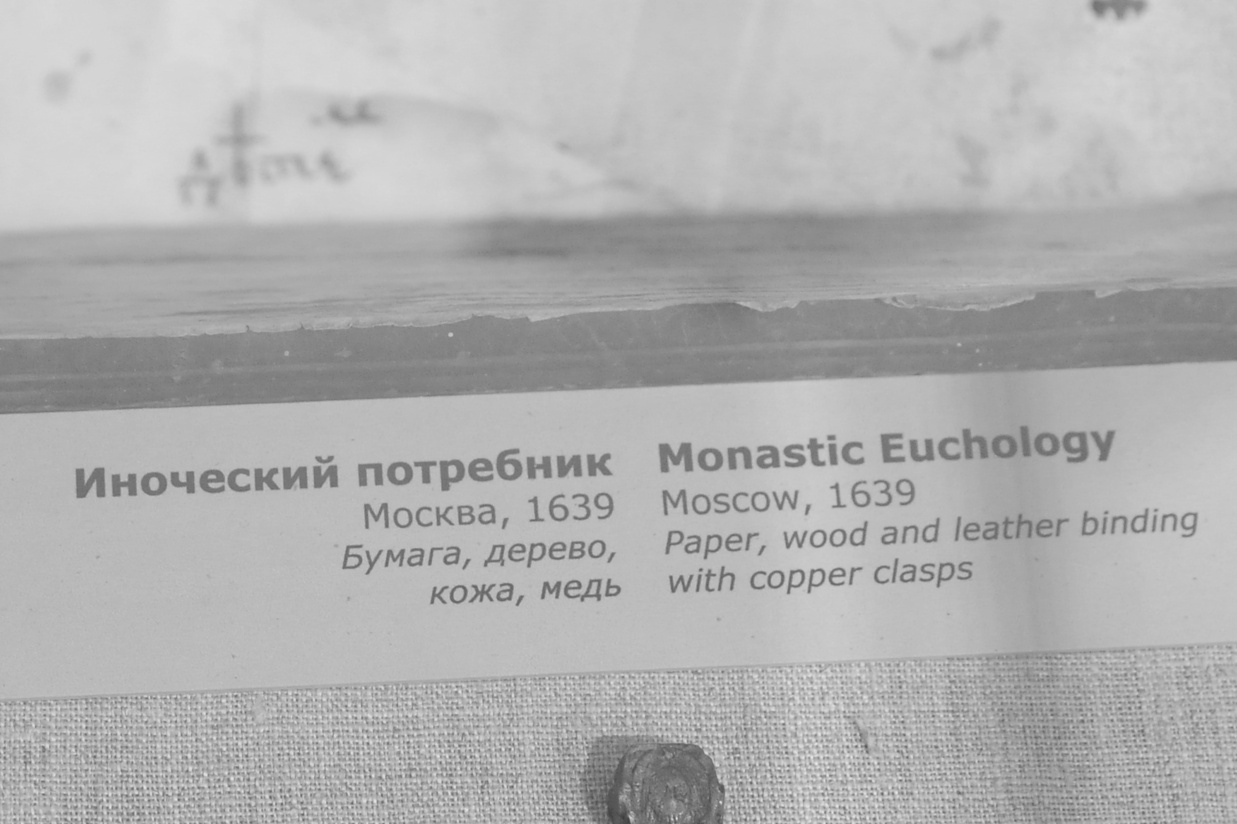 Иноческий потребник
Москва, 1639
Бумага, дерево,
кожа, медь
Monastic Euchology
Moscow, 1639
Paper, wood and leather binding
with copper clasps